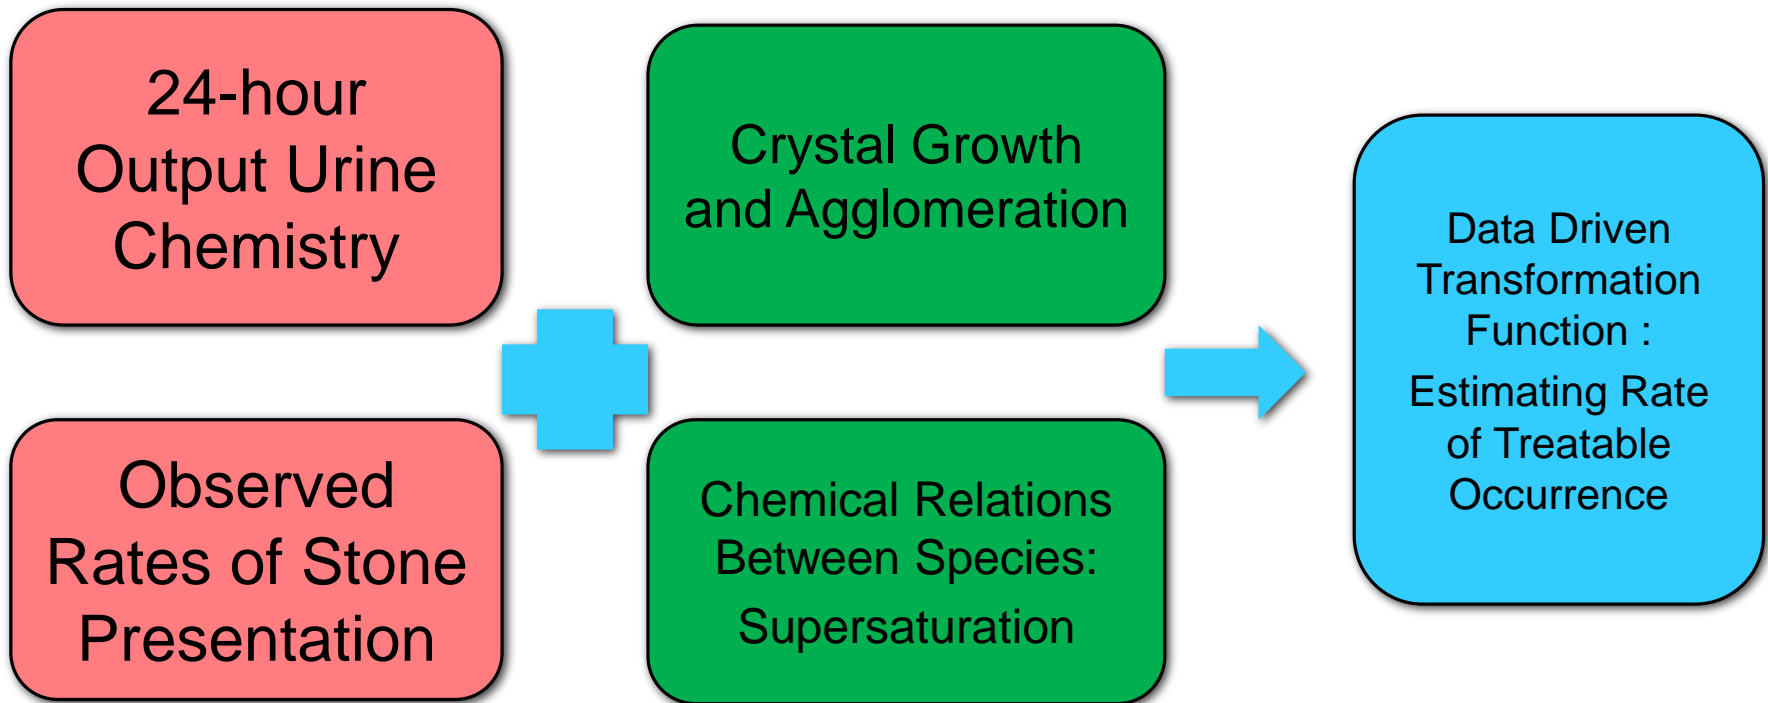 24-hour
Output Urine
Chemistry
Observed
Rates of Stone
Presentation
Crystal Growth
and Agglomeration
Chemical Relations
Between Species:
Supersaturation
Data Driven
Transformation
Function :
Estimating Rate
of Treatable
Occurrence